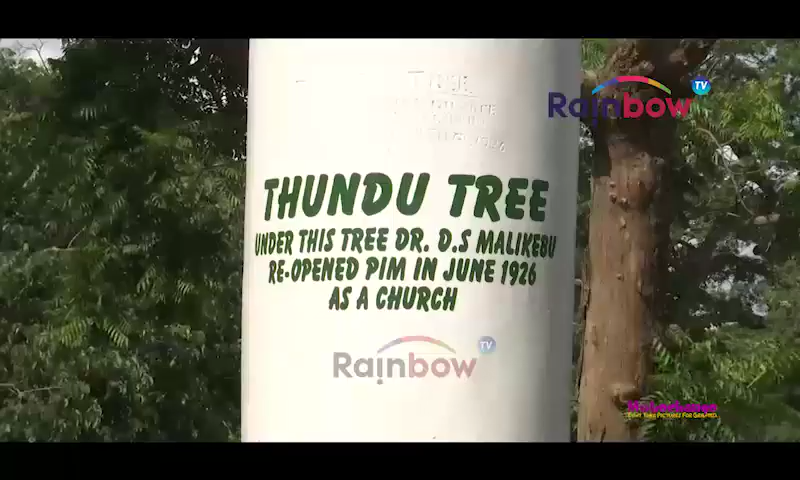 Rainbow TV
THUNDU TREE
UNDER THIS TREE DR. D.S MALIKEBU
RE-OPENED PIM IN JUNE 1926
AS A CHURCH
Rainbow TV